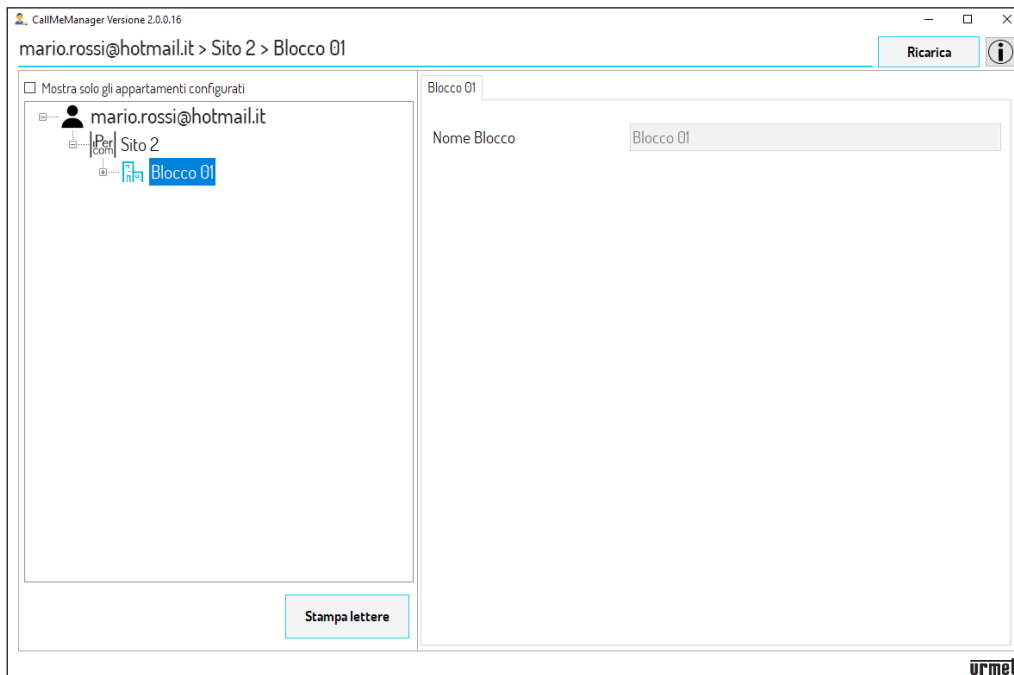 CallMeManager Versione 2.0.0.16
mario.rossi@hotmail.it > Sito 2 > Blocco 01
Ricarica
i
Mostra solo gli appartamenti configurati
mario.rossi@hotmail.it
iPer
com
Sito 2
Blocco 01
Stampa lettere
Blocco 01
Nome Blocco
Blocco 01
urmet